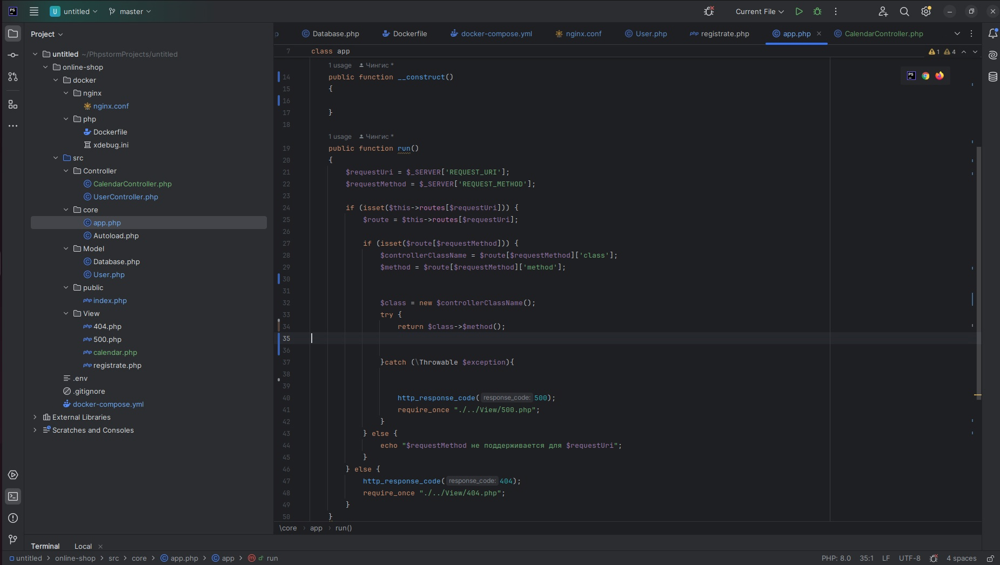 PS
U untitled
master
Current File
Project
untitled ~/PhpstormProjects/untitled
online-shop
docker
nginx
nginx.conf
php
Dockerfile
xdebug.ini
src
Controller
CalendarController.php
UserController.php
core
app.php
Autoload.php
Model
Database.php
User.php
public
php index.php
View
php 404.php
php 500.php
php calendar.php
php registrate.php
.env
.gitignore
docker-compose.yml
External Libraries
Scratches and Consoles
p Database.php Dockerfile docker-compose.yml nginx.conf User.php php registrate.php app.php CalendarController.php
7 class app
1 4
1 usage Чингис *
14 public function __construct()
15 {
16
17 }
18
1 usage Чингис *
19 public function run()
20 {
21 $requestUri = $_SERVER['REQUEST_URI'];
22 $requestMethod = $_SERVER['REQUEST_METHOD'];
23
24 if (isset($this->routes[$requestUri])) {
25 $route = $this->routes[$requestUri];
26
27 if (isset($route[$requestMethod])) {
28 $controllerClassName = $route[$requestMethod]['class'];
29 $method = $route[$requestMethod]['method'];
30
31
32 $class = new $controllerClassName();
33 try {
34 return $class->$method();
35
36
37 }catch (\Throwable $exception){
38
39
40 http_response_code( response_code: 500);
41 require_once "./../View/500.php";
42 }
43 } else {
44 echo "$requestMethod не поддерживается для $requestUri";
45 }
46 } else {
47 http_response_code( response_code: 404);
48 require_once "./../View/404.php";
49 }
50 }
PS
\core › app › run()
Terminal Local
untitled > online-shop > src > core > app.php > app > m run
PHP: 8.0 35:1 LF UTF-8 4 spaces